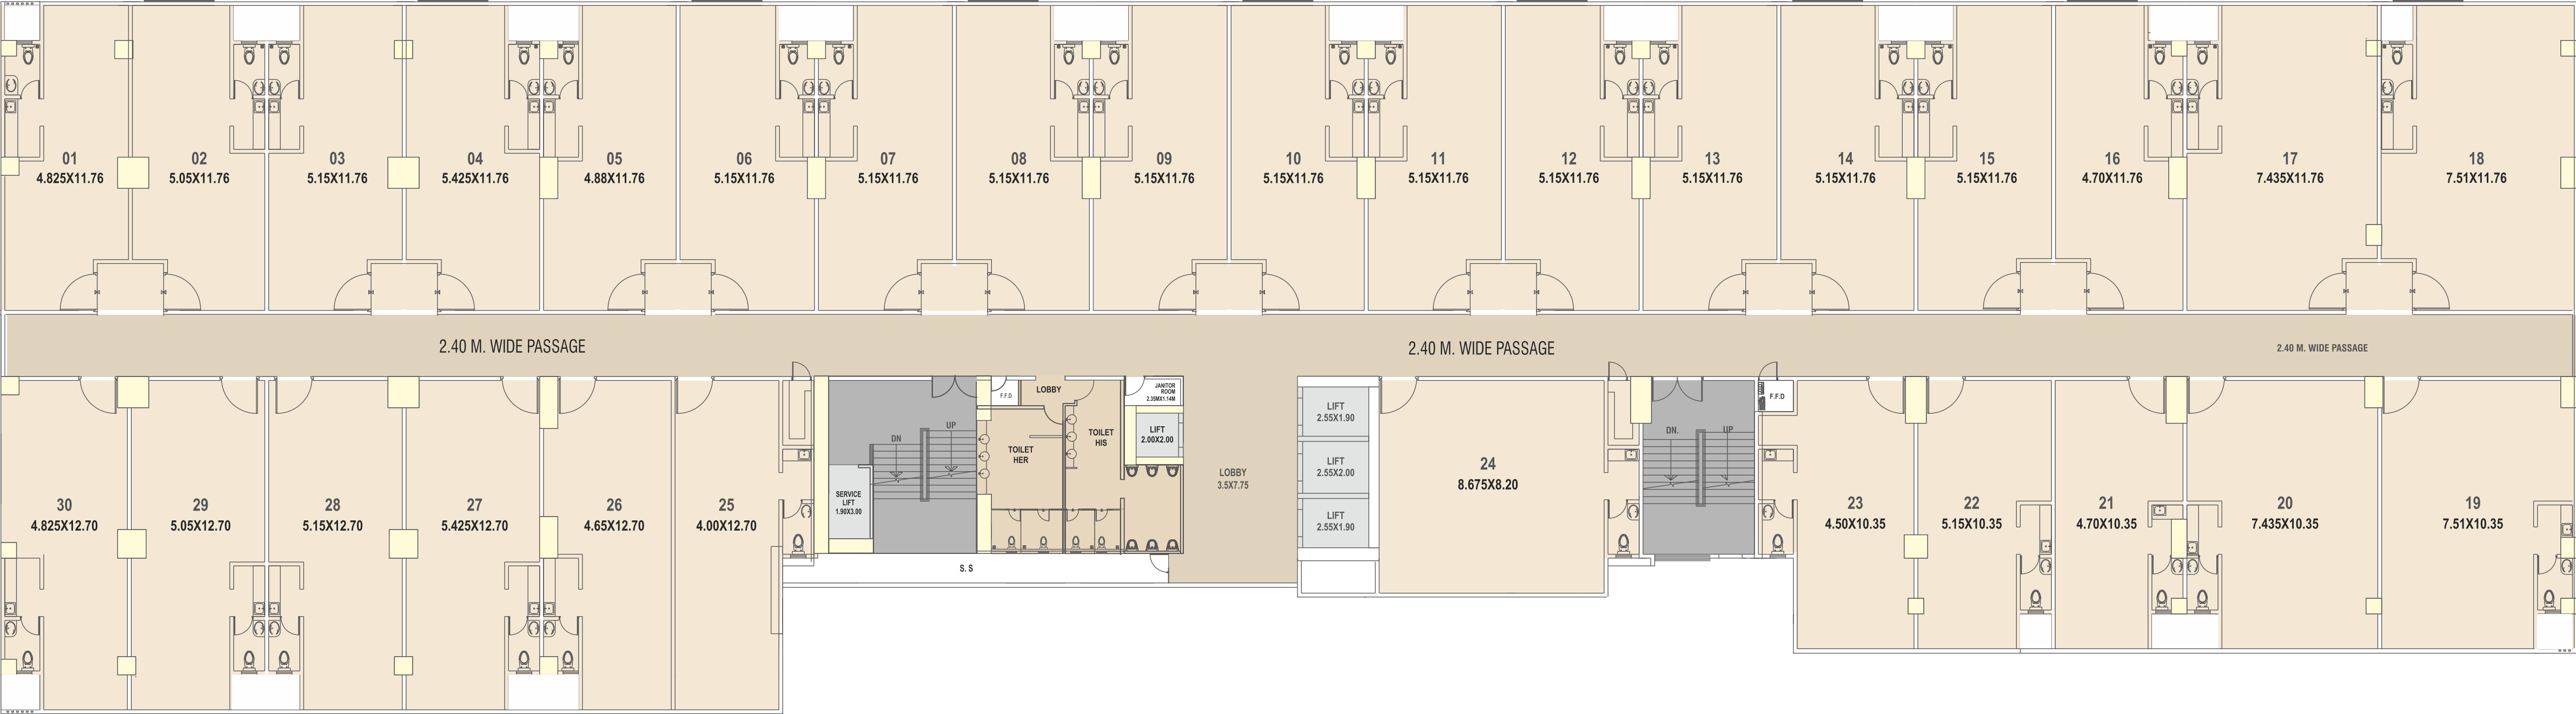 01
4.825X11.76
02
5.05X11.76
03
5.15X11.76
04
5.425X11.76
05
4.88X11.76
06
5.15X11.76
07
5.15X11.76
08
5.15X11.76
09
5.15X11.76
10
5.15X11.76
11
5.15X11.76
12
5.15X11.76
13
5.15X11.76
14
5.15X11.76
15
5.15X11.76
16
4.70X11.76
17
7.435X11.76
18
7.51X11.76
2.40 M. WIDE PASSAGE
2.40 M. WIDE PASSAGE
2.40 M. WIDE PASSAGE
30
4.825X12.70
29
5.05X12.70
28
5.15X12.70
27
5.425X12.70
26
4.65X12.70
25
4.00X12.70
DN
UP
SERVICE
LIFT
1.90X3.00
F.F.D
LOBBY
TOILET
HER
TOILET
HIS
JANITOR
ROOM
2.35MX1.14M
LIFT
2.00X2.00
S. S
LOBBY
3.5X7.75
LIFT
2.55X1.90
LIFT
2.55X2.00
LIFT
2.55X1.90
24
8.675X8.20
DN.
UP
F.F.D
23
4.50X10.35
22
5.15X10.35
21
4.70X10.35
20
7.435X10.35
19
7.51X10.35